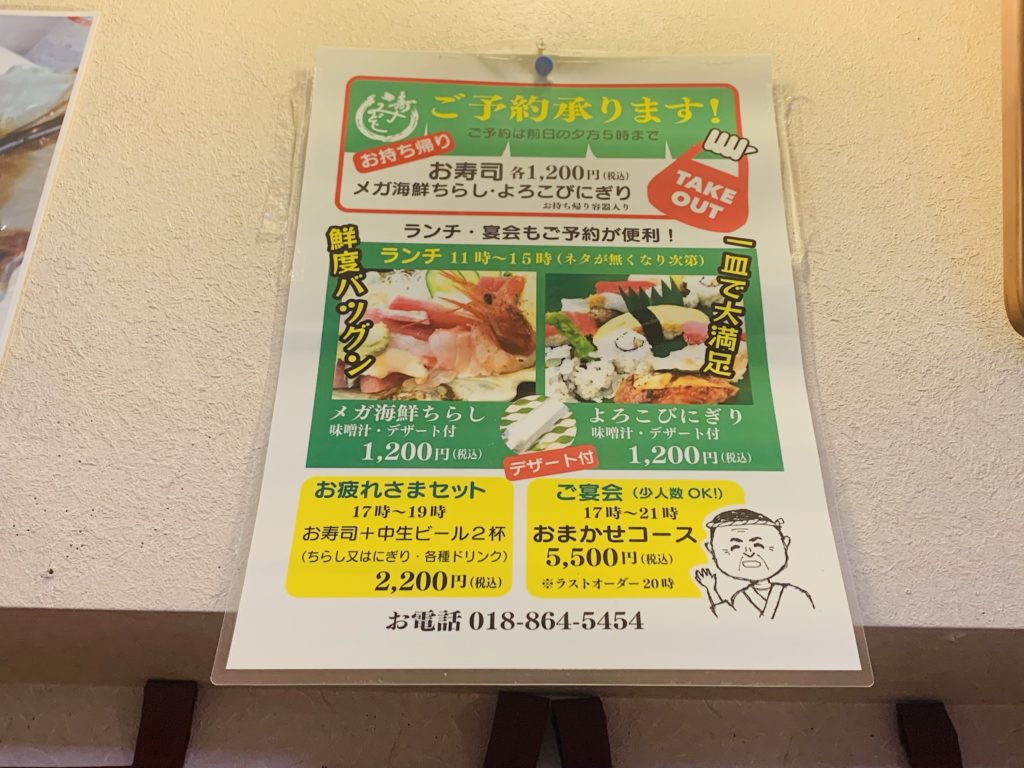 ご予約承ります!
ご予約は前日の夕方5時まで
お持ち帰り
お寿司 各1,200円(税込)
メガ海鮮ちらし・よろこびにぎり
お持ち帰り容器入り
TAKE
OUT
ランチ・宴会もご予約が便利!
鮮度バツグン
一皿で大満足
ランチ 11時〜15時(ネタが無くなり次第)
メガ海鮮ちらし
味噌汁・デザート付
1,200円(税込)
デザート付
よろこびにぎり
味噌汁・デザート付
1,200円(税込)
お疲れさまセット
17時〜19時
お寿司+中生ビール2杯
(ちらし又はにぎり・各種ドリンク)
2,200円(税込)
ご宴会(少人数OK!)
17時〜21時
おまかせコース
5,500円(税込)
※ラストオーダー20時
お電話 018-864-5454